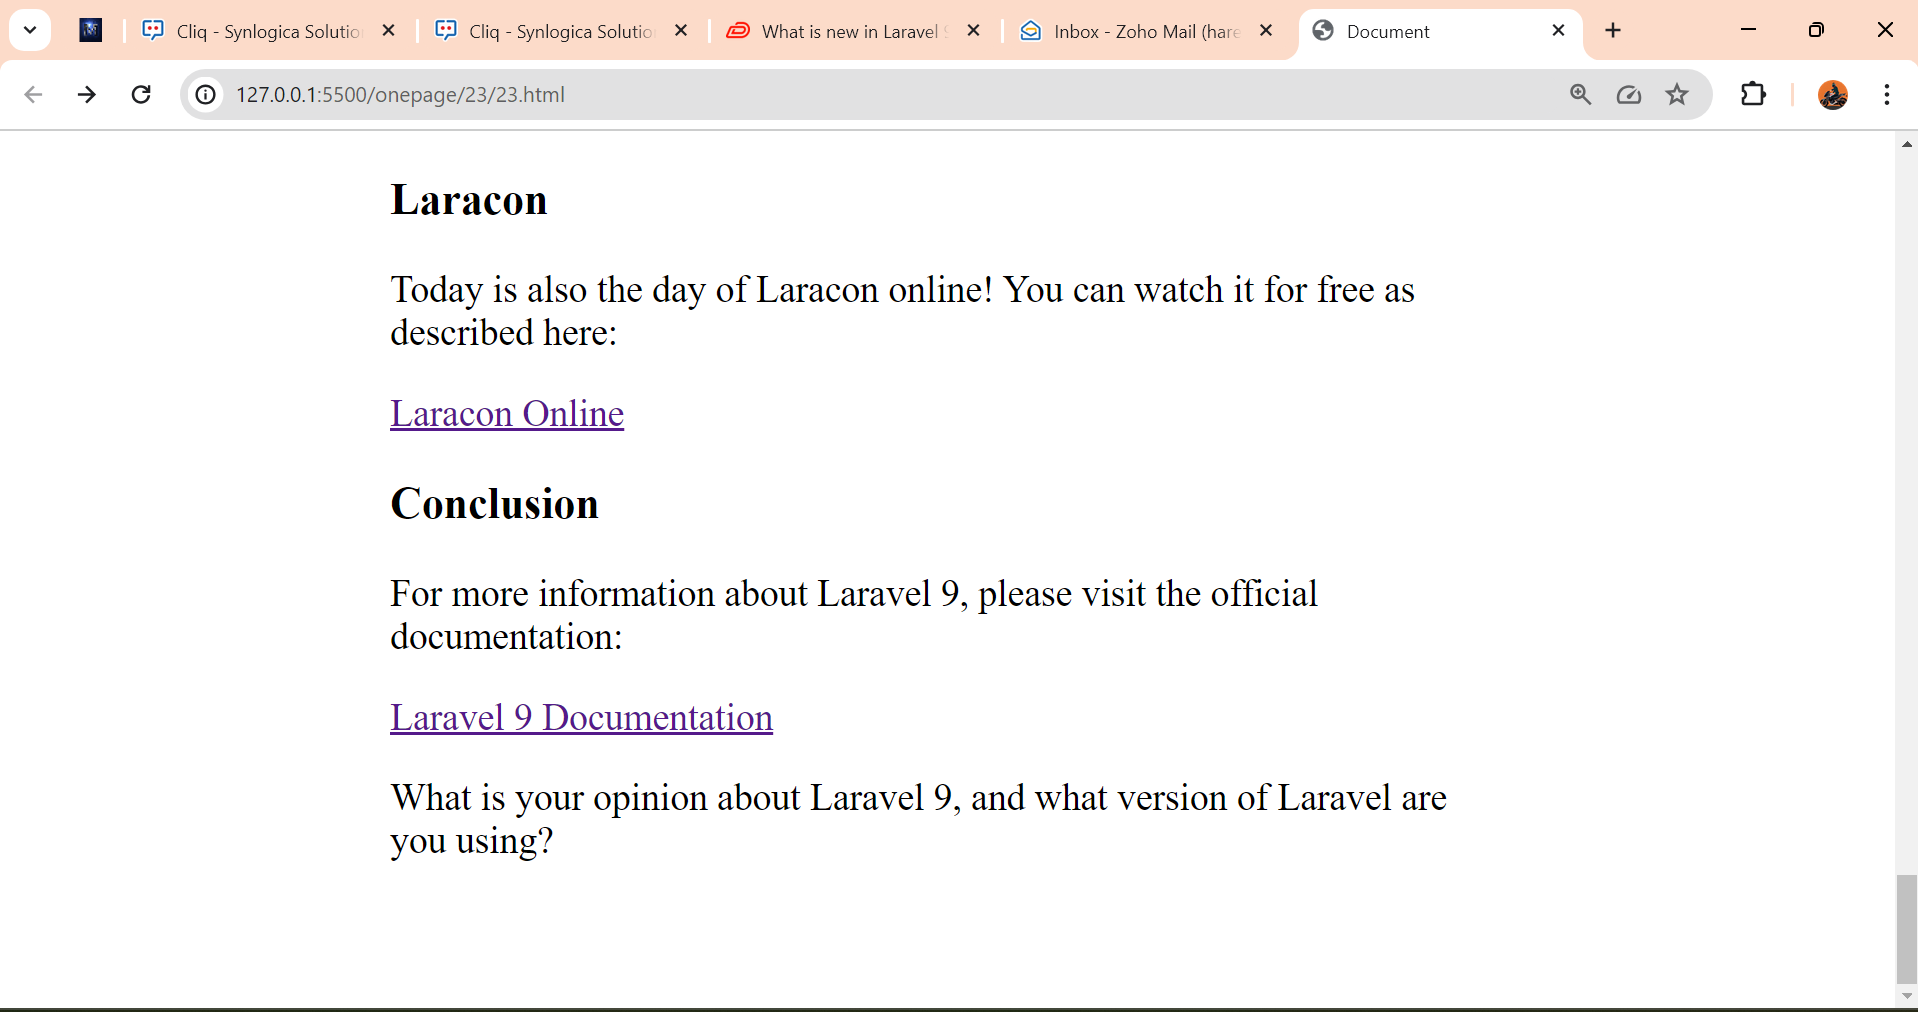 Cliq - Synlogica Solutio
Cliq - Synlogica Solutio
What is new in Laravel 9
Inbox - Zoho Mail (hare
Document
127.0.0.1:5500/onepage/23/23.html
Laracon
Today is also the day of Laracon online! You can watch it for free as
described here:
Laracon Online
Conclusion
For more information about Laravel 9, please visit the official
documentation:
Laravel 9 Documentation
What is your opinion about Laravel 9, and what version of Laravel are
you using?